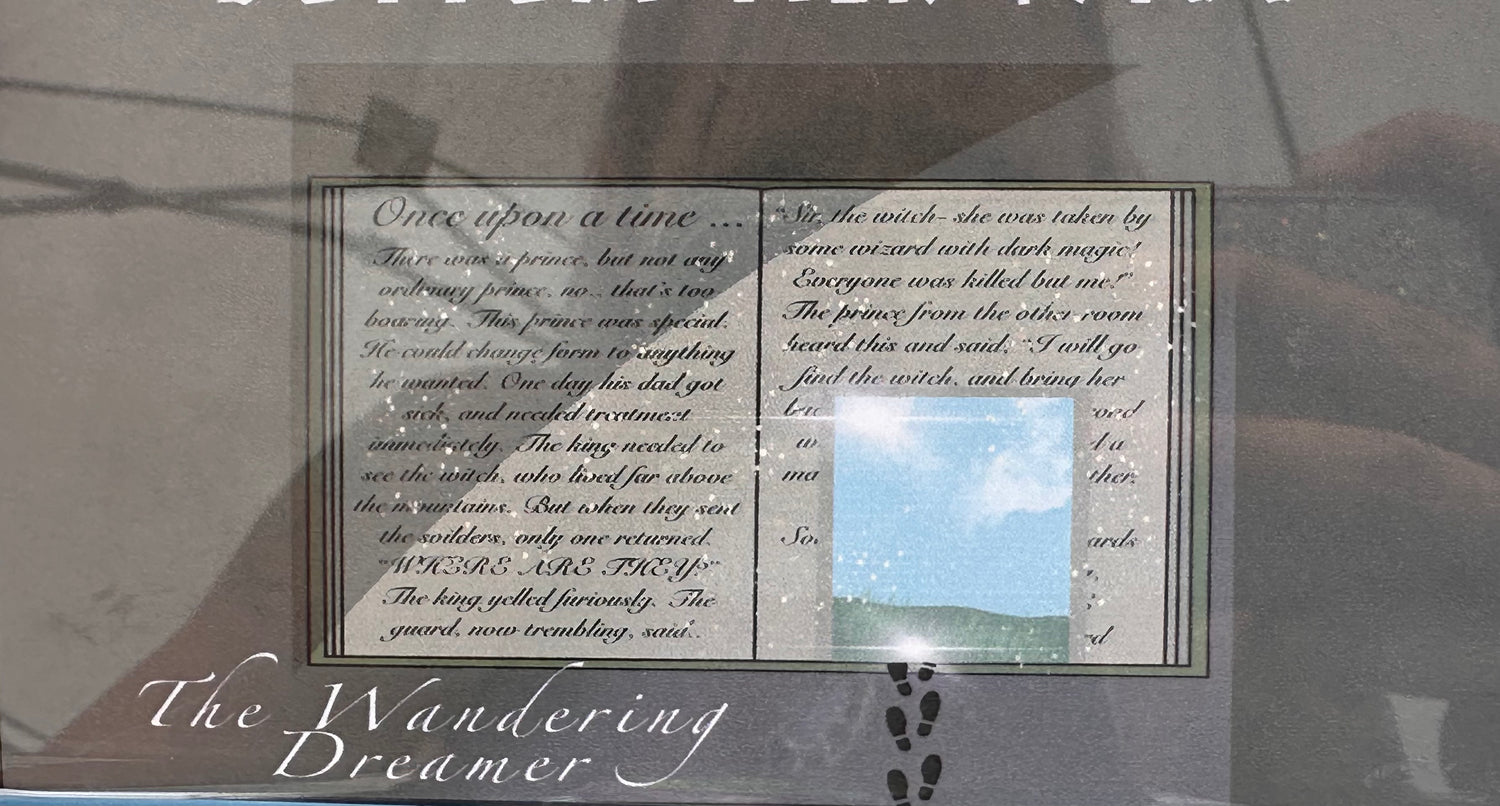 Once upon a time ...
There was a prince, but not any
ordinary prince, no... that's too
boaring. This prince was special.
He could change form to anything
he wanted. One day his dad got
sick, and needed treatment
immedietely. The king needed to
see the witch, who lived far above
the mountains. But when they sent
the soilders, only one returned.
"WHERE ARE THEY?"
The king yelled furiously. The
guard, now trembling, said...
"Sir, the witch- she was taken by
some wizard with dark magic!
Everyone was killed but me!"
The prince from the other room
heard this and said, "I will go
find the witch, and bring her
The Wandering
Dreamer